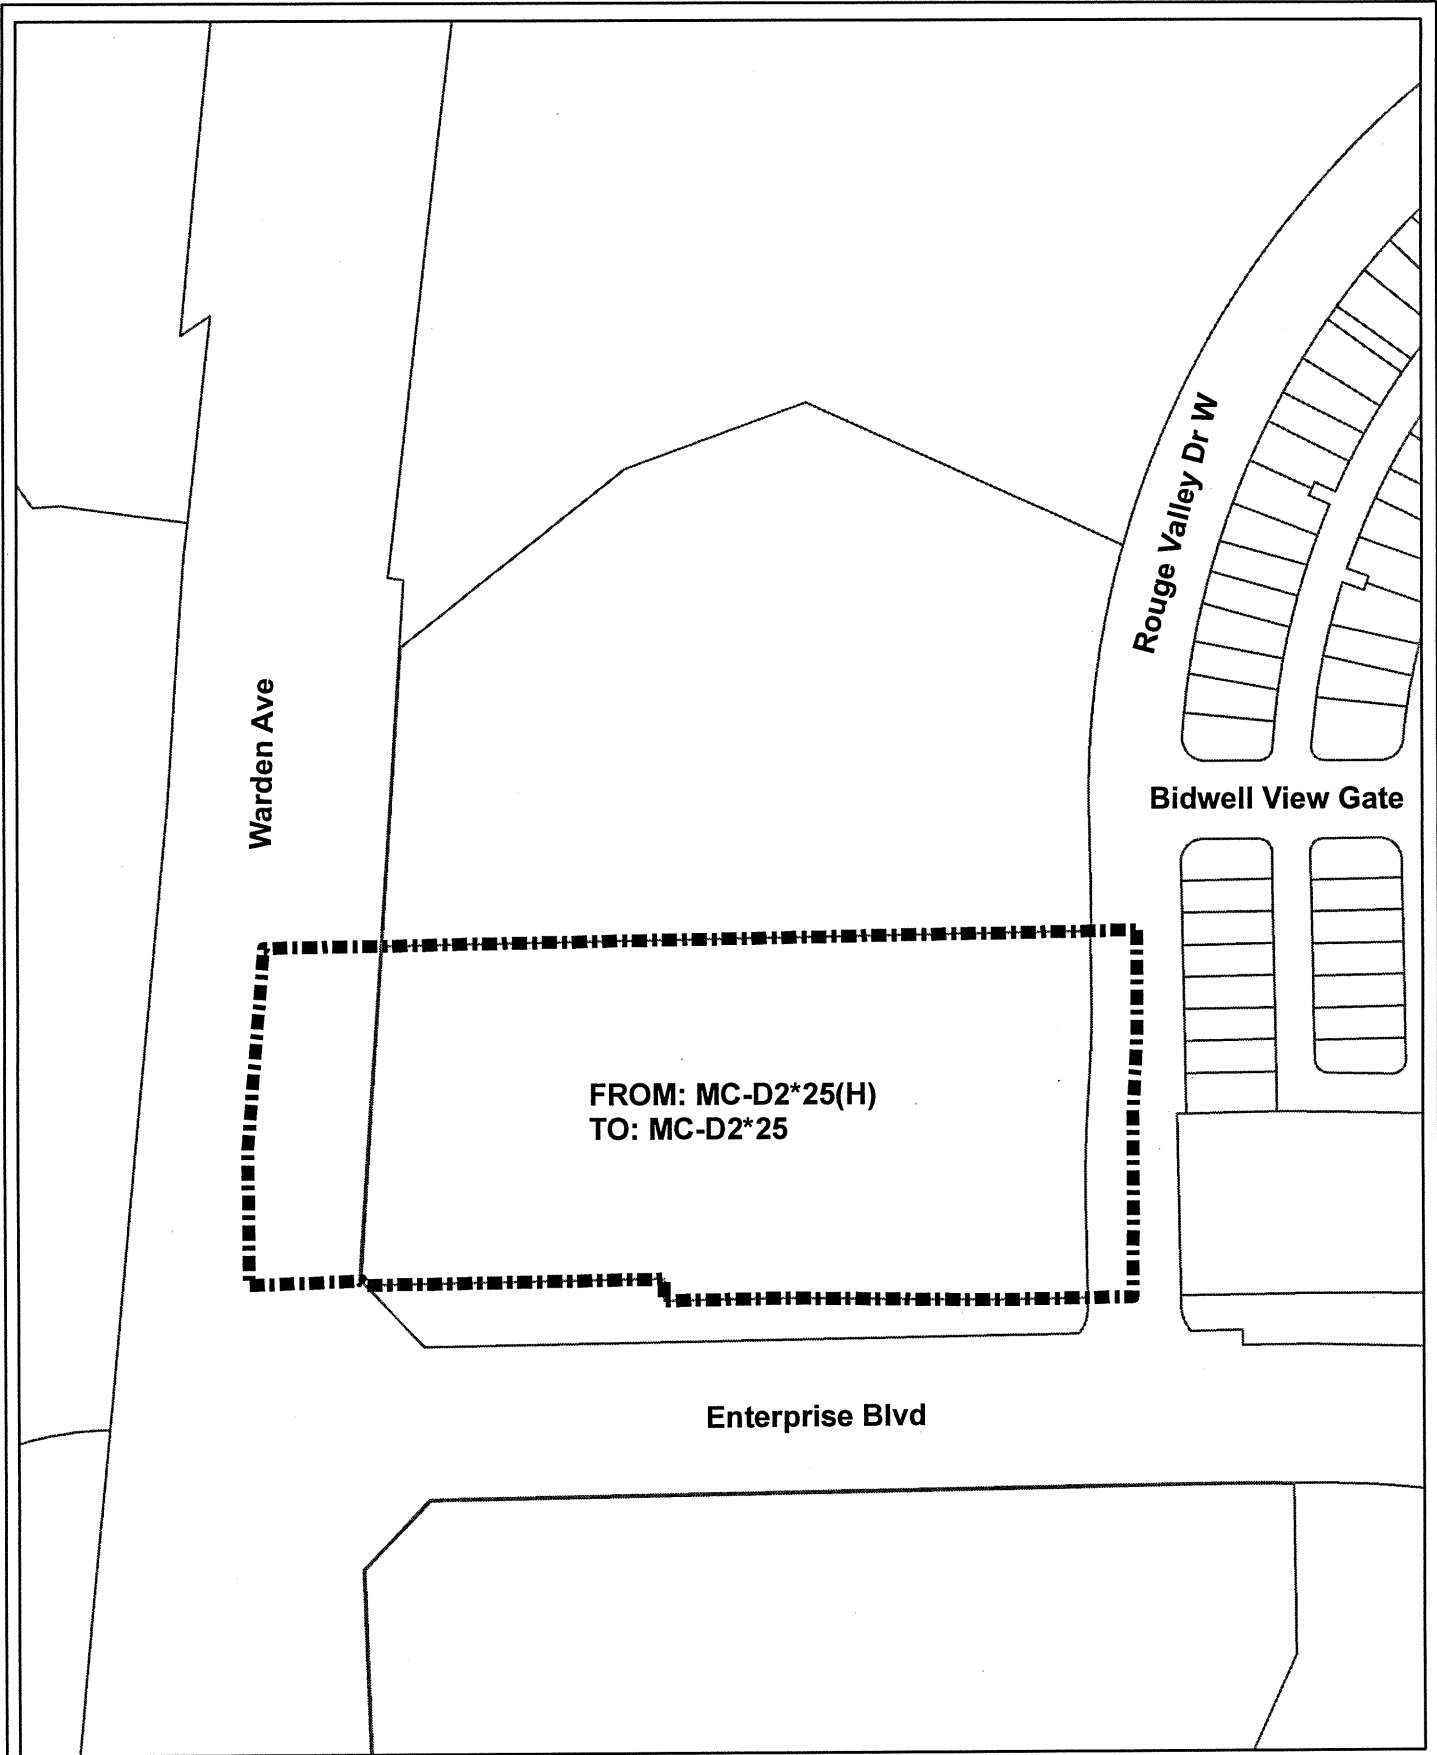 Rouge Valley Dr W
Warden Ave
Bidwell View Gate
FROM: MC-D2*25(H)
TO: MC-D2*25
Enterprise Blvd